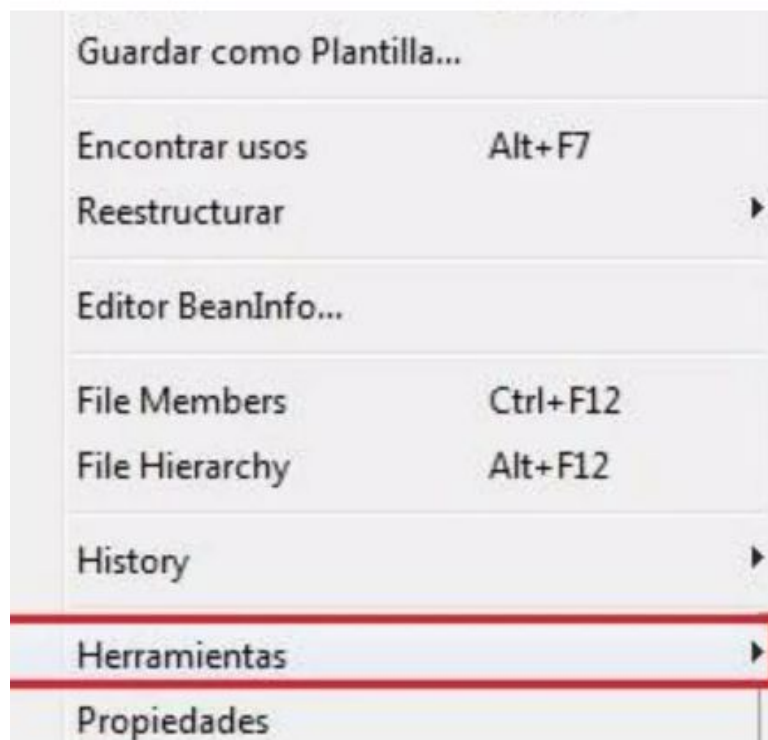 Guardar como Plantilla...
Encontrar usos Alt+F7
Reestructurar
Editor BeanInfo...
File Members Ctrl+F12
File Hierarchy Alt+F12
History
Herramientas
Propiedades